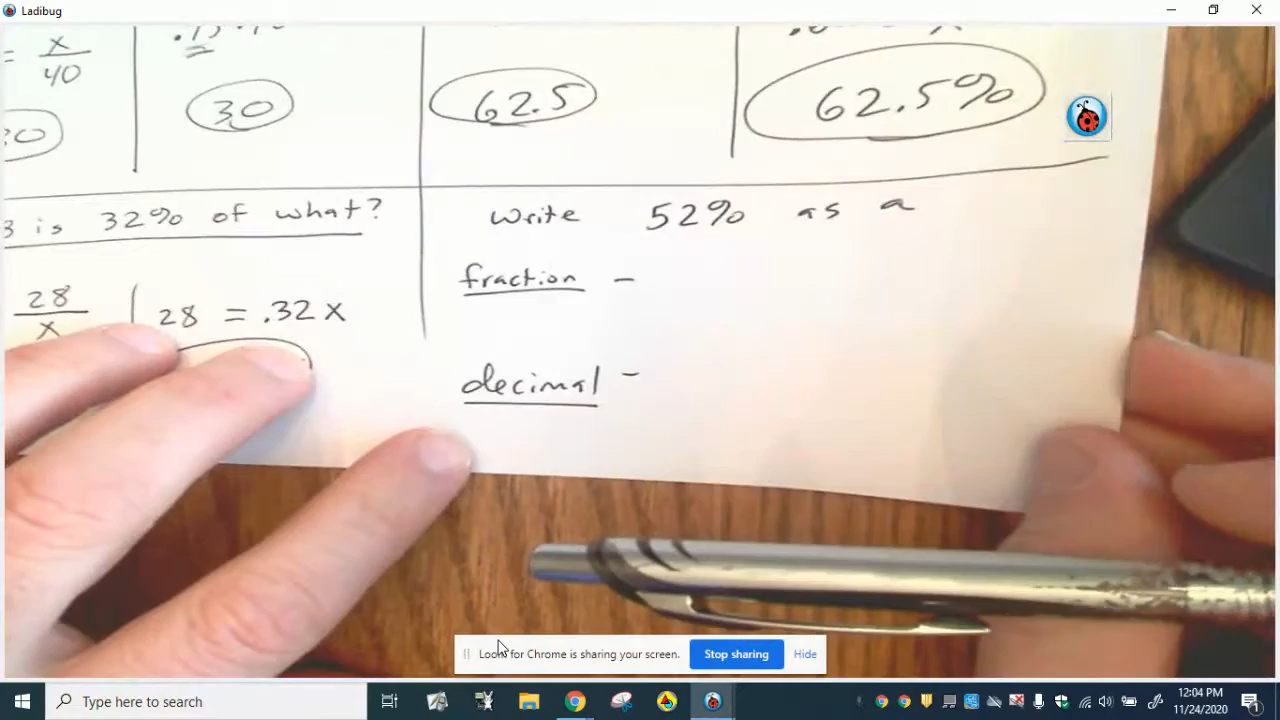 Ladibug
= x/40
30
62.5
62.5%
is 32% of what?
28/x
28 = .32x
Write 52% as a
fraction –
decimal –
Loom for Chrome is sharing your screen.
Stop sharing
Hide
Type here to search
12:04 PM
11/24/2020